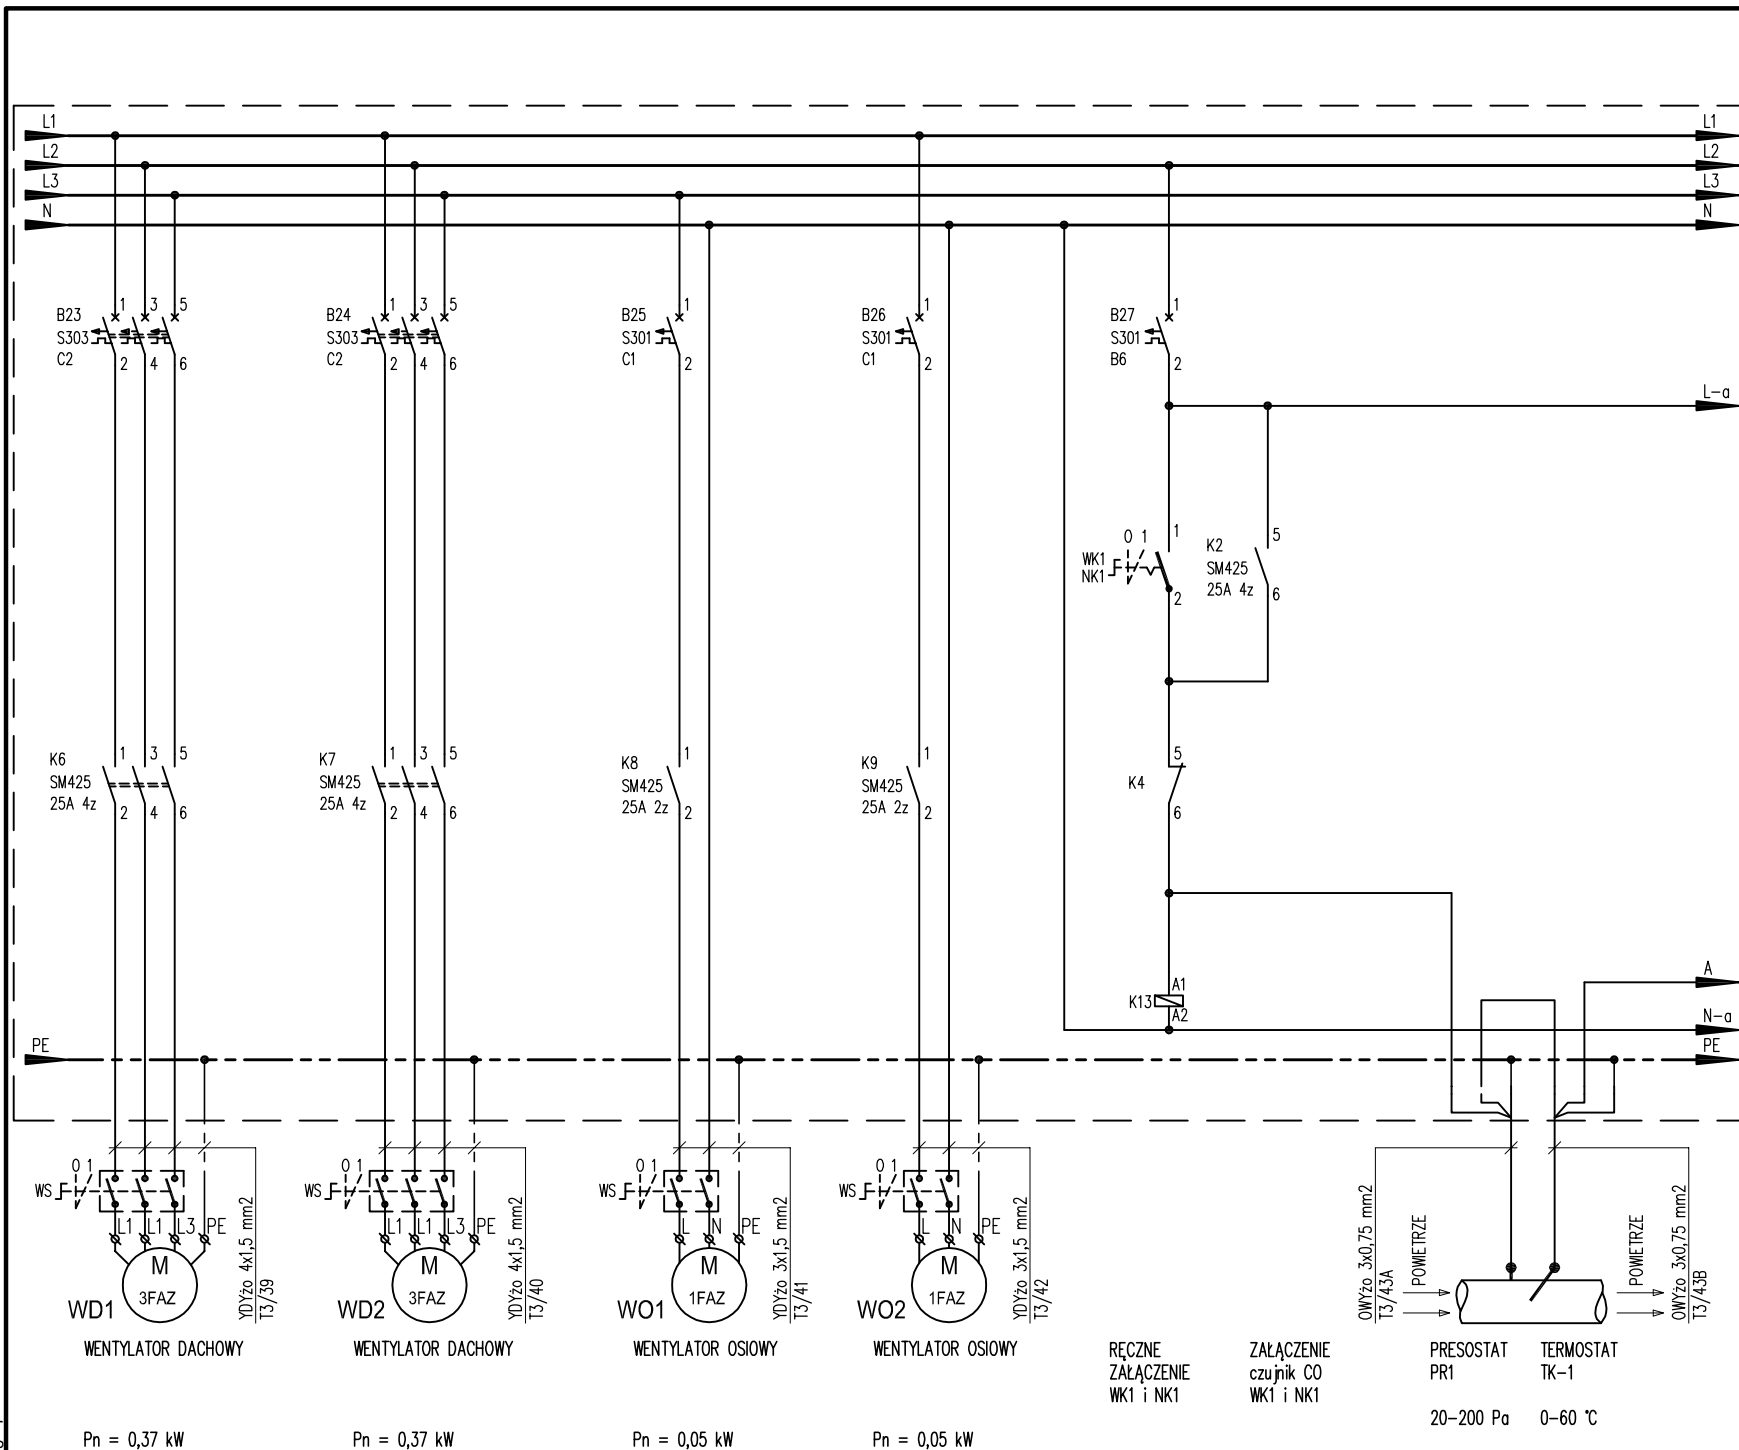 L1 L1
L2 L2
L3 L3
N N
1 3 5 1 3 5 1 1 1
B23 B24 B25 B26 B27
S303 S303 S301 S301 S301
C2 C2 C1 C1 B6
2 4 6 2 4 6 2 2 2
L-a
0 1 1 5
WK1 K2
NK1 SM425
25A 4z
2 6
1 3 5 1 3 5 1 1 5
K6 K7 K8 K9
SM425 SM425 SM425 SM425 K4
25A 4z 25A 4z 25A 2z 25A 2z
2 4 6 2 4 6 2 2 6
A
A1
K13
A2
N-a
PE PE
0 1 0 1 0 1 0 1
WS WS WS WS
L1 L1 L3 PE L1 L1 L3 PE L N PE L N PE
YDYżo 4x1,5 mm2
T3/39
YDYżo 4x1,5 mm2
T3/40
YDYżo 3x1,5 mm2
T3/41
YDYżo 3x1,5 mm2
T3/42
OWYżo 3x0,75 mm2
T3/43A
POWIETRZE
POWIETRZE
OWYżo 3x0,75 mm2
T3/43B
M M M M
3FAZ 3FAZ 1FAZ 1FAZ
WD1 WD2 WO1 WO2
WENTYLATOR DACHOWY WENTYLATOR DACHOWY WENTYLATOR OSIOWY WENTYLATOR OSIOWY
RĘCZNE ZAŁĄCZENIE PRESOSTAT TERMOSTAT
ZAŁĄCZENIE czujnik CO PR1 TK-1
WK1 i NK1 WK1 i NK1
20-200 Pa 0-60 °C
Pn = 0,37 kW Pn = 0,37 kW Pn = 0,05 kW Pn = 0,05 kW